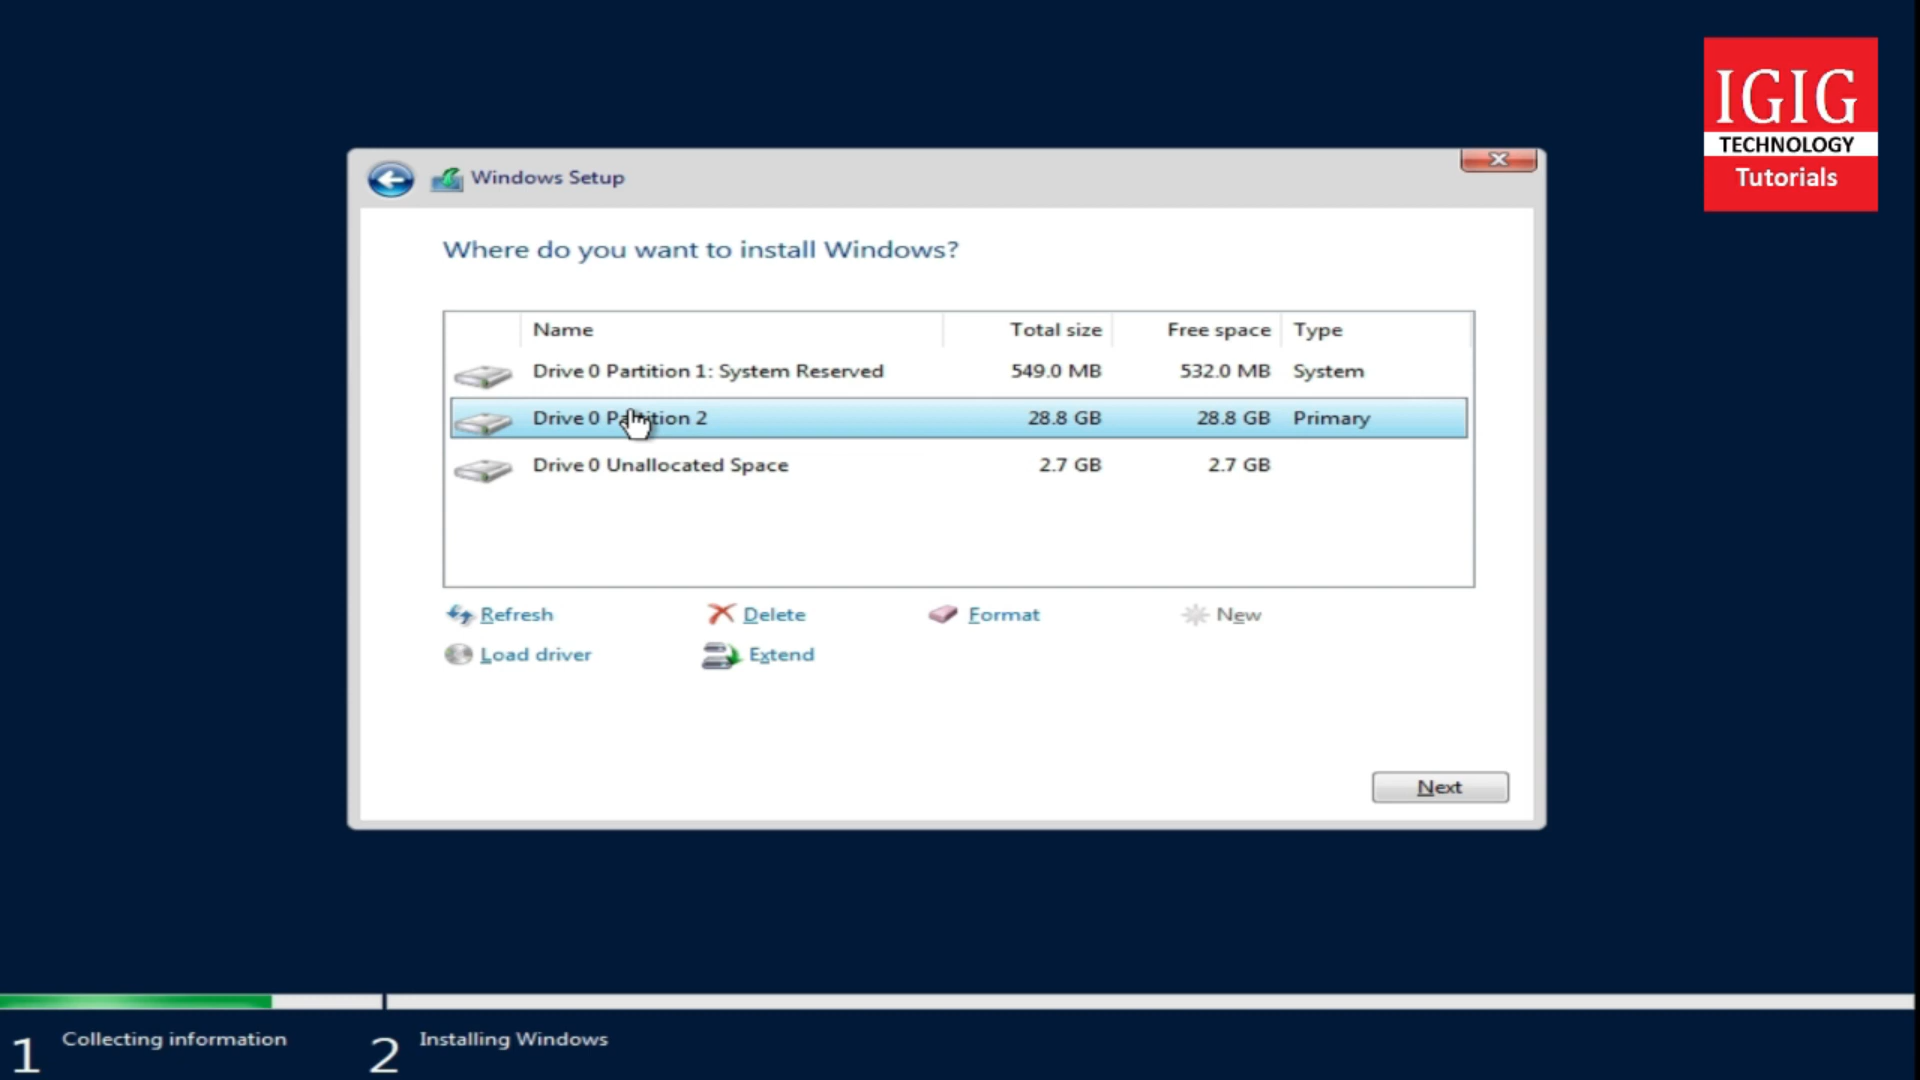 IGIG
TECHNOLOGY
Tutorials
Windows Setup
Where do you want to install Windows?
Name Total size Free space Type
Drive 0 Partition 1: System Reserved 549.0 MB 532.0 MB System
Drive 0 Partition 2 28.8 GB 28.8 GB Primary
Drive 0 Unallocated Space 2.7 GB 2.7 GB
Refresh Delete Format New
Load driver Extend
Next
1 Collecting information 2 Installing Windows